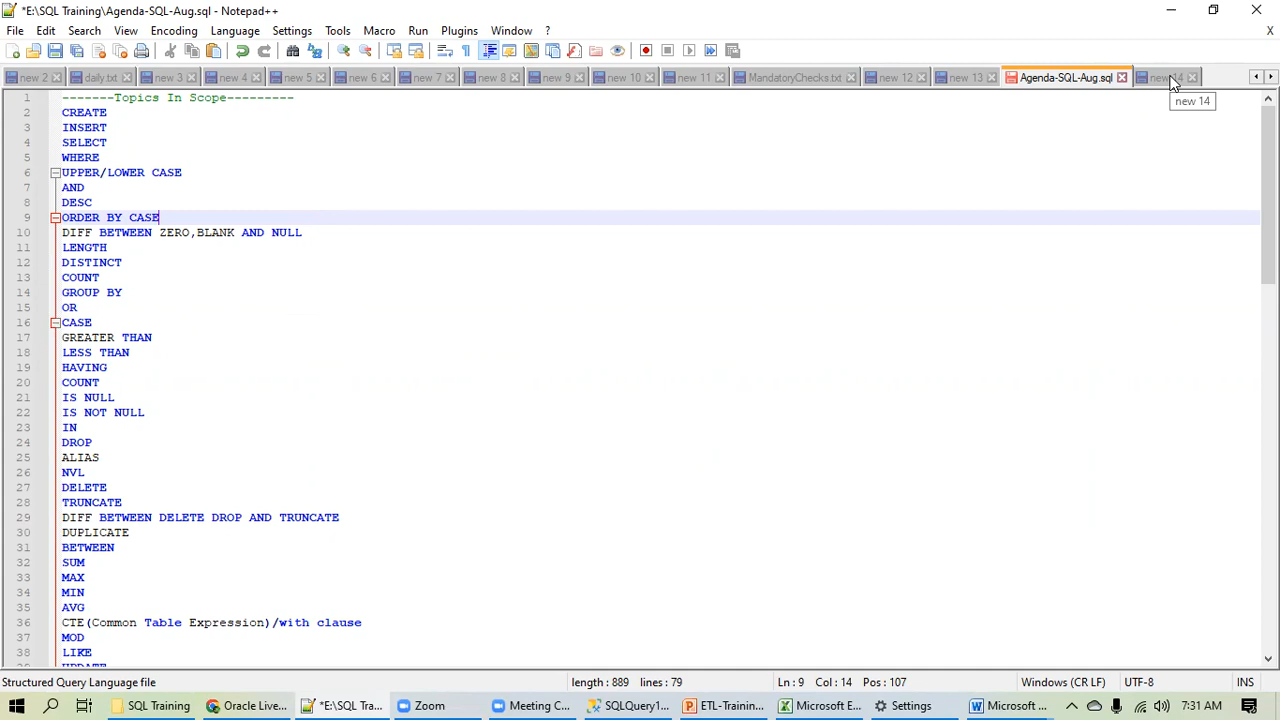 *E:\SQL Training\Agenda-SQL-Aug.sql - Notepad++
File Edit Search View Encoding Language Settings Tools Macro Run Plugins Window ? X
new 2 daily.txt new 3 new 4 new 5 new 6 new 7 new 8 new 9 new 10 new 11 MandatoryChecks.txt new 12 new 13 Agenda-SQL-Aug.sql new 14
new 14
1 -------Topics In Scope---------
2 CREATE
3 INSERT
4 SELECT
5 WHERE
6 UPPER/LOWER CASE
7 AND
8 DESC
9 ORDER BY CASE
10 DIFF BETWEEN ZERO,BLANK AND NULL
11 LENGTH
12 DISTINCT
13 COUNT
14 GROUP BY
15 OR
16 CASE
17 GREATER THAN
18 LESS THAN
19 HAVING
20 COUNT
21 IS NULL
22 IS NOT NULL
23 IN
24 DROP
25 ALIAS
26 NVL
27 DELETE
28 TRUNCATE
29 DIFF BETWEEN DELETE DROP AND TRUNCATE
30 DUPLICATE
31 BETWEEN
32 SUM
33 MAX
34 MIN
35 AVG
36 CTE(Common Table Expression)/with clause
37 MOD
38 LIKE
39 UPDATE
Structured Query Language file length : 889 lines : 79 Ln : 9 Col : 14 Pos : 107 Windows (CR LF) UTF-8 INS
SQL Training Oracle Live... *E:\SQL Tra... Zoom Meeting C... SQLQuery1... ETL-Trainin... Microsoft E... Settings Microsoft ... 7:31 AM